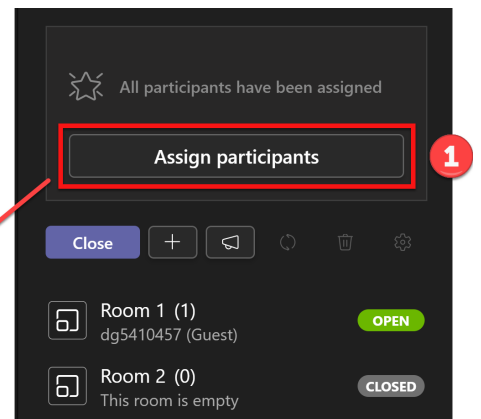 All participants have been assigned
Assign participants
1
Close
Room 1 (1)
OPEN
dg5410457 (Guest)
Room 2 (0)
CLOSED
This room is empty